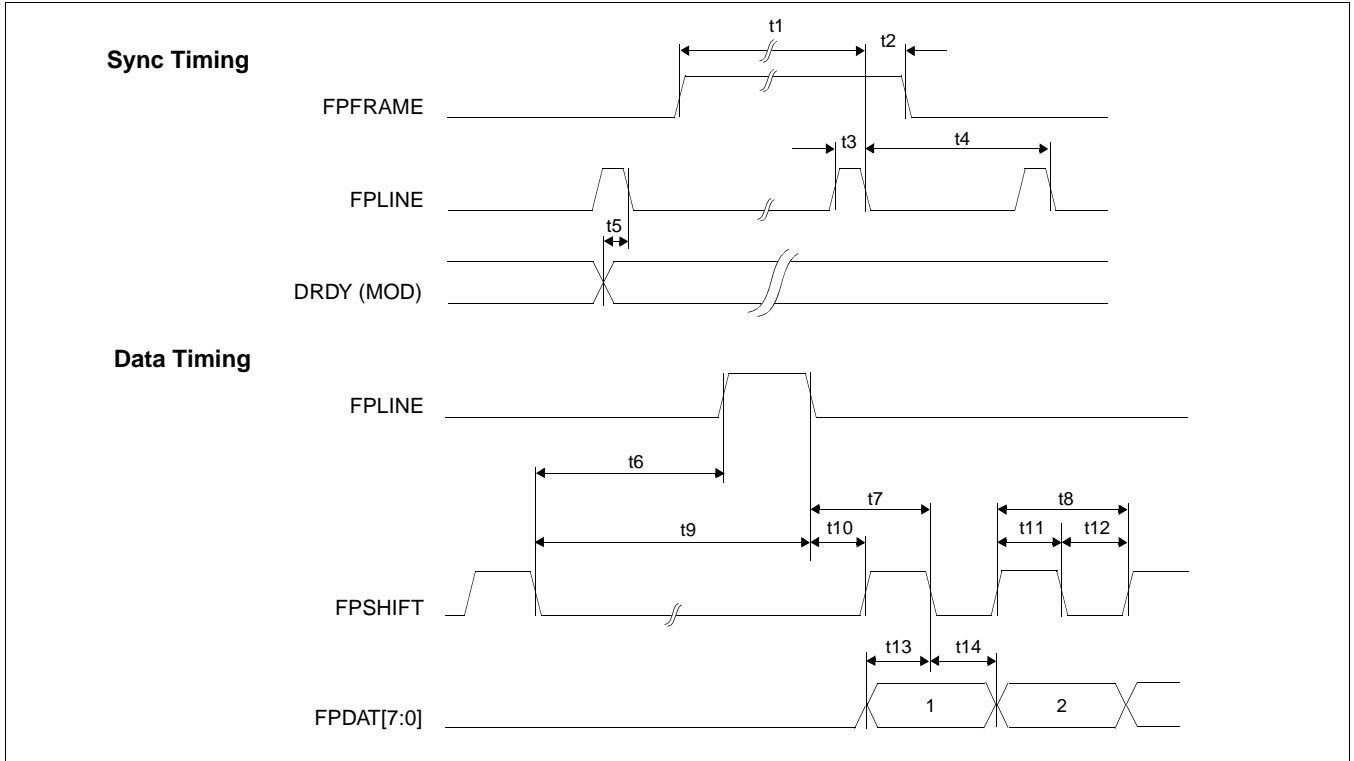 t1
t2
Sync Timing
FPFRAME
t3
t4
FPLINE
t5
DRDY (MOD)
Data Timing
FPLINE
t6
t7
t8
t9
t10
t11
t12
FPSHIFT
t13
t14
FPDAT[7:0]
1
2